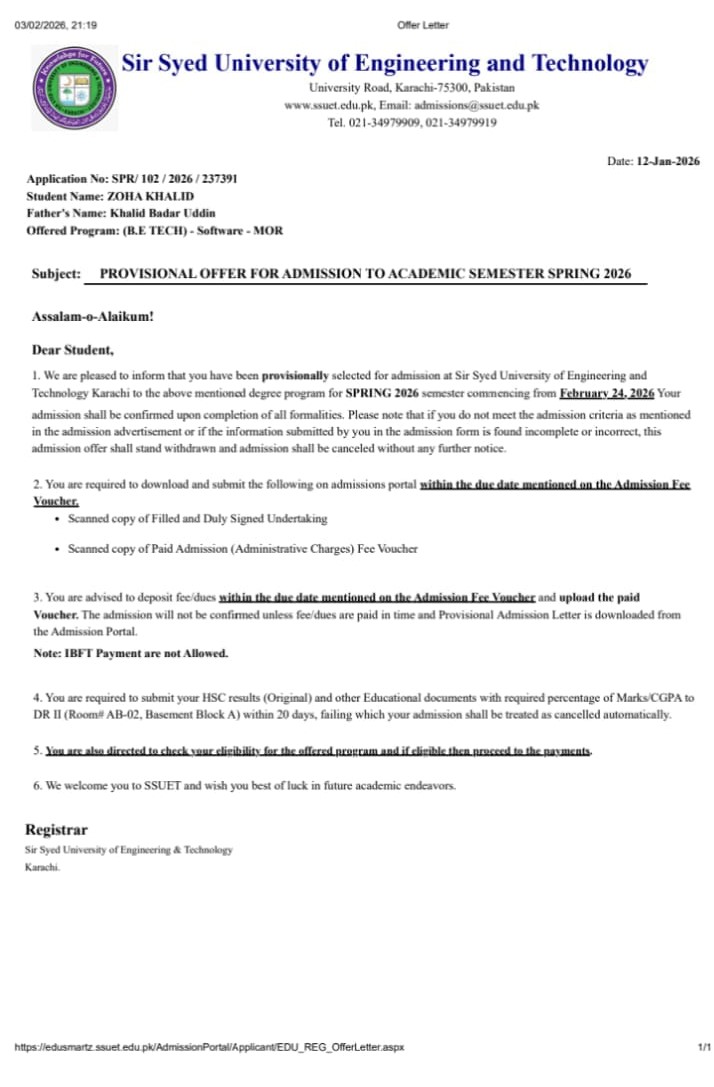 03/02/2026, 21:19
Offer Letter
Knowledge for Future
Sir Syed University of Engineering and Technology
University Road, Karachi-75300, Pakistan
www.ssuet.edu.pk, Email: admissions@ssuet.edu.pk
Tel. 021-34979909, 021-34979919
Date: 12-Jan-2026
Application No: SPR/ 102 / 2026 / 237391
Student Name: ZOHA KHALID
Father's Name: Khalid Badar Uddin
Offered Program: (B.E TECH) - Software - MOR
Subject: PROVISIONAL OFFER FOR ADMISSION TO ACADEMIC SEMESTER SPRING 2026
Assalam-o-Alaikum!
Dear Student,
1. We are pleased to inform that you have been provisionally selected for admission at Sir Syed University of Engineering and
Technology Karachi to the above mentioned degree program for SPRING 2026 semester commencing from February 24, 2026 Your
admission shall be confirmed upon completion of all formalities. Please note that if you do not meet the admission criteria as mentioned
in the admission advertisement or if the information submitted by you in the admission form is found incomplete or incorrect, this
admission offer shall stand withdrawn and admission shall be canceled without any further notice.
2. You are required to download and submit the following on admissions portal within the due date mentioned on the Admission Fee
Voucher.
• Scanned copy of Filled and Duly Signed Undertaking
• Scanned copy of Paid Admission (Administrative Charges) Fee Voucher
3. You are advised to deposit fee/dues within the due date mentioned on the Admission Fee Voucher and upload the paid
Voucher. The admission will not be confirmed unless fee/dues are paid in time and Provisional Admission Letter is downloaded from
the Admission Portal.
Note: IBFT Payment are not Allowed.
4. You are required to submit your HSC results (Original) and other Educational documents with required percentage of Marks/CGPA to
DR II (Room# AB-02, Basement Block A) within 20 days, failing which your admission shall be treated as cancelled automatically.
5. You are also directed to check your eligibility for the offered program and if eligible then proceed to the payments.
6. We welcome you to SSUET and wish you best of luck in future academic endeavors.
Registrar
Sir Syed University of Engineering & Technology
Karachi.
https://edusmartz.ssuet.edu.pk/AdmissionPortal/Applicant/EDU_REG_OfferLetter.aspx
1/1